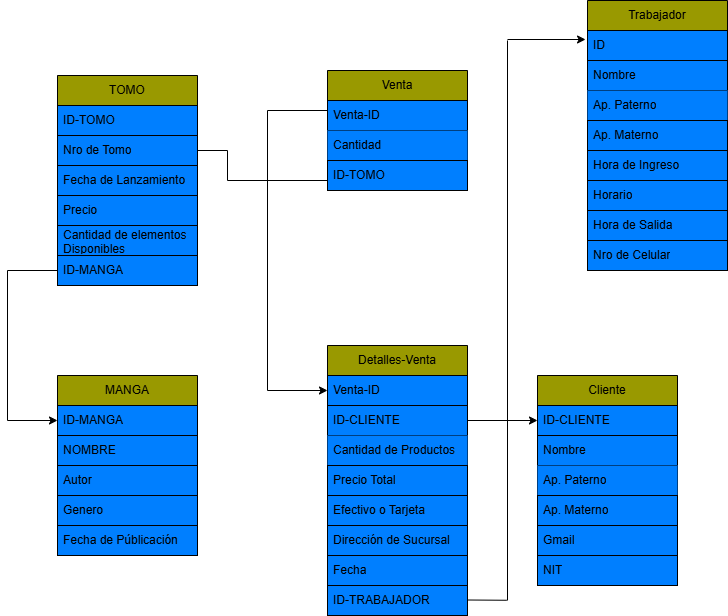 TOMO
ID-TOMO
Nro de Tomo
Fecha de Lanzamiento
Precio
Cantidad de elementos
Disponibles
ID-MANGA
Venta
Venta-ID
Cantidad
ID-TOMO
Trabajador
ID
Nombre
Ap. Paterno
Ap. Materno
Hora de Ingreso
Horario
Hora de Salida
Nro de Celular
MANGA
ID-MANGA
NOMBRE
Autor
Genero
Fecha de Públicación
Detalles-Venta
Venta-ID
ID-CLIENTE
Cantidad de Productos
Precio Total
Efectivo o Tarjeta
Dirección de Sucursal
Fecha
ID-TRABAJADOR
Cliente
ID-CLIENTE
Nombre
Ap. Paterno
Ap. Materno
Gmail
NIT